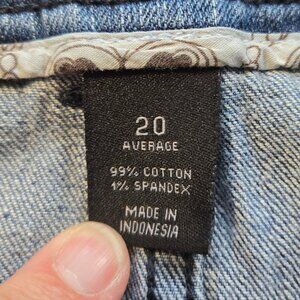 20
AVERAGE
99% COTTON
1% SPANDEX
MADE IN
INDONESIA